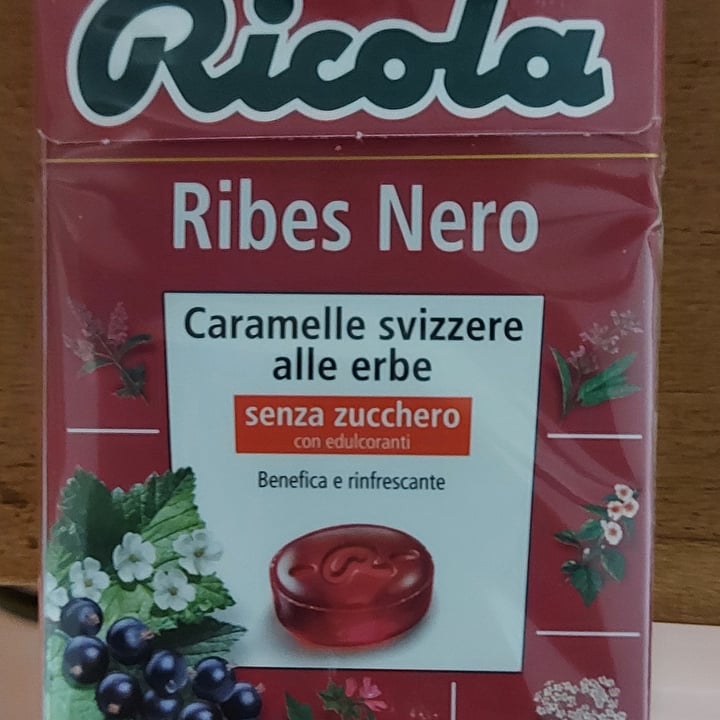 Ricola
Ribes Nero
Caramelle svizzere
alle erbe
senza zucchero
con edulcoranti
Benefica e rinfrescante